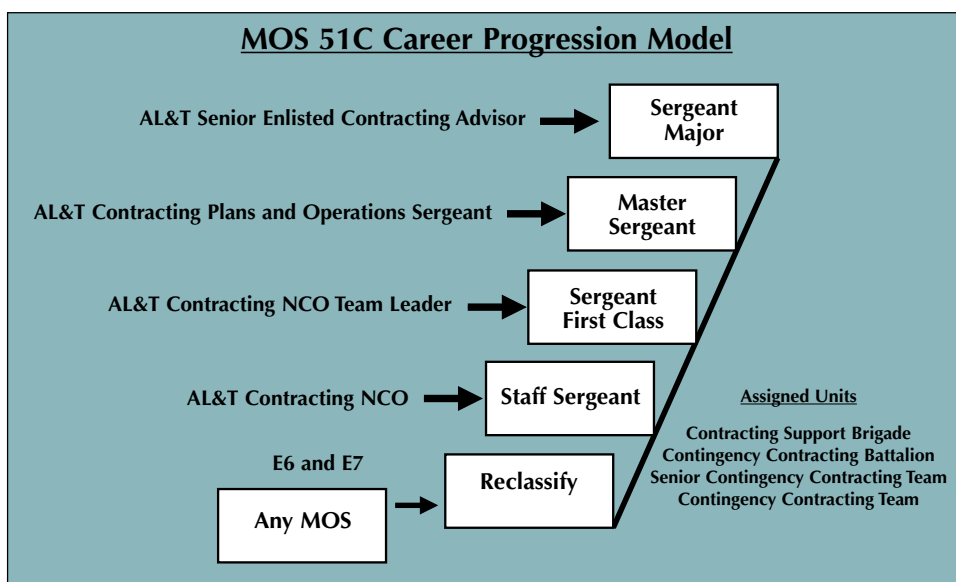 MOS 51C Career Progression Model
AL&T Senior Enlisted Contracting Advisor
Sergeant
Major
AL&T Contracting Plans and Operations Sergeant
Master
Sergeant
AL&T Contracting NCO Team Leader
Sergeant
First Class
AL&T Contracting NCO
Staff Sergeant
E6 and E7
Any MOS
Reclassify
Assigned Units
Contracting Support Brigade
Contingency Contracting Battalion
Senior Contingency Contracting Team
Contingency Contracting Team